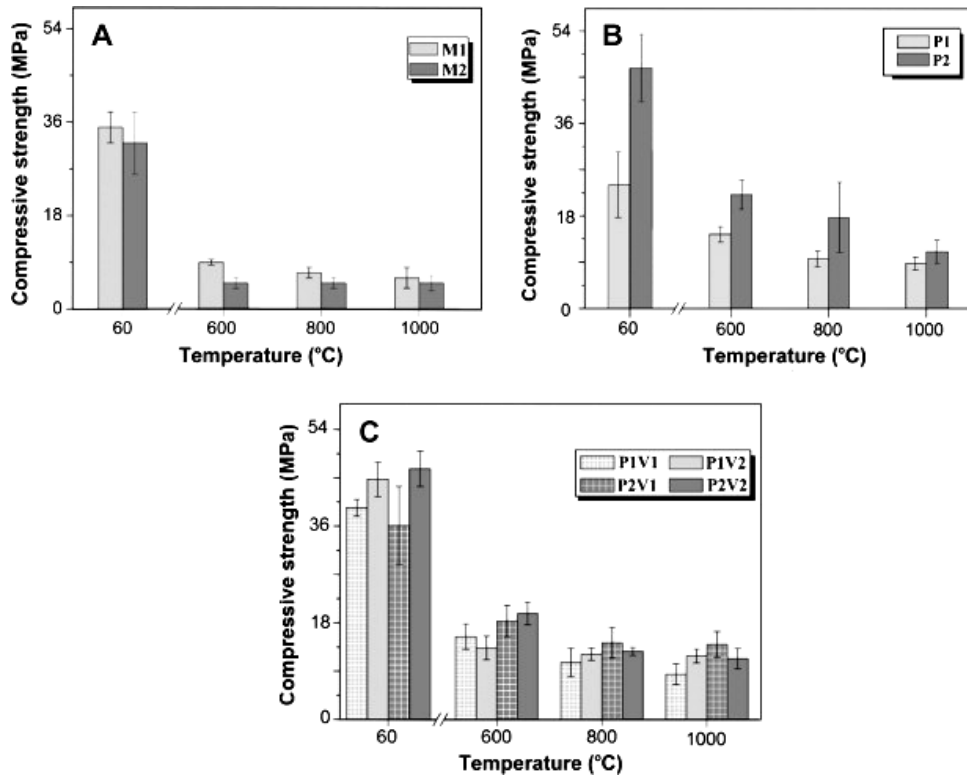 A
Compressive strength (MPa)
54
36
18
0
M1
M2
60
600
800
1000
Temperature (°C)
B
Compressive strength (MPa)
54
36
18
0
P1
P2
60
600
800
1000
Temperature (°C)
C
Compressive strength (MPa)
54
36
18
0
P1V1 P1V2
P2V1 P2V2
60
600
800
1000
Temperature (°C)